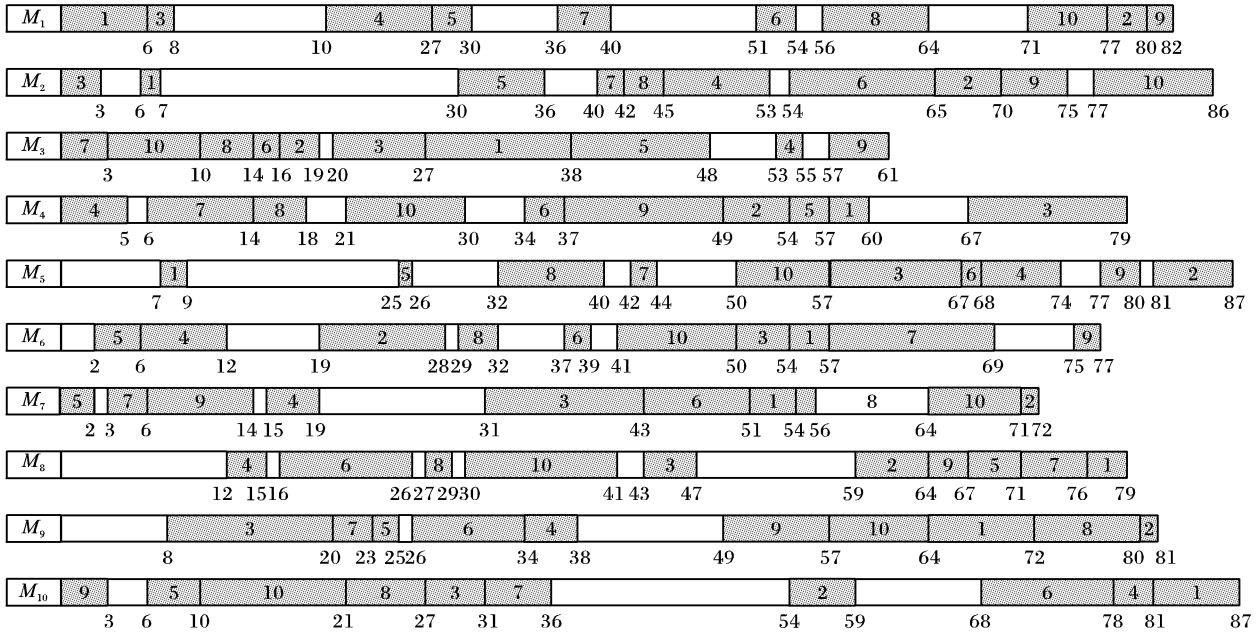 M1 1 3 4 5 7 6 8 10 2 9
6 8 10 27 30 36 40 51 54 56 64 71 77 80 82
M2 3 1 5 7 8 4 6 2 9 10
3 6 7 30 36 40 42 45 53 54 65 70 75 77 86
M3 7 10 8 6 2 3 1 5 4 9
3 10 14 16 19 20 27 38 48 53 55 57 61
M4 4 7 8 10 6 9 2 5 1 3
5 6 14 18 21 30 34 37 49 54 57 60 67 79
M5 1 5 8 7 10 3 6 4 9 2
7 9 25 26 32 40 42 44 50 57 67 68 74 77 80 81 87
M6 5 4 2 8 6 10 3 1 7 9
2 6 12 19 28 29 32 37 39 41 50 54 57 69 75 77
M7 5 7 9 4 3 6 1 8 10 2
2 3 6 14 15 19 31 43 51 54 56 64 71 72
M8 4 6 8 10 3 2 9 5 7 1
12 15 16 26 27 29 30 41 43 47 59 64 67 71 76 79
M9 3 7 5 6 4 9 10 1 8 2
8 20 23 25 26 34 38 49 57 64 72 80 81
M10 9 5 10 8 3 7 2 6 4 1
3 6 10 21 27 31 36 54 59 68 78 81 87